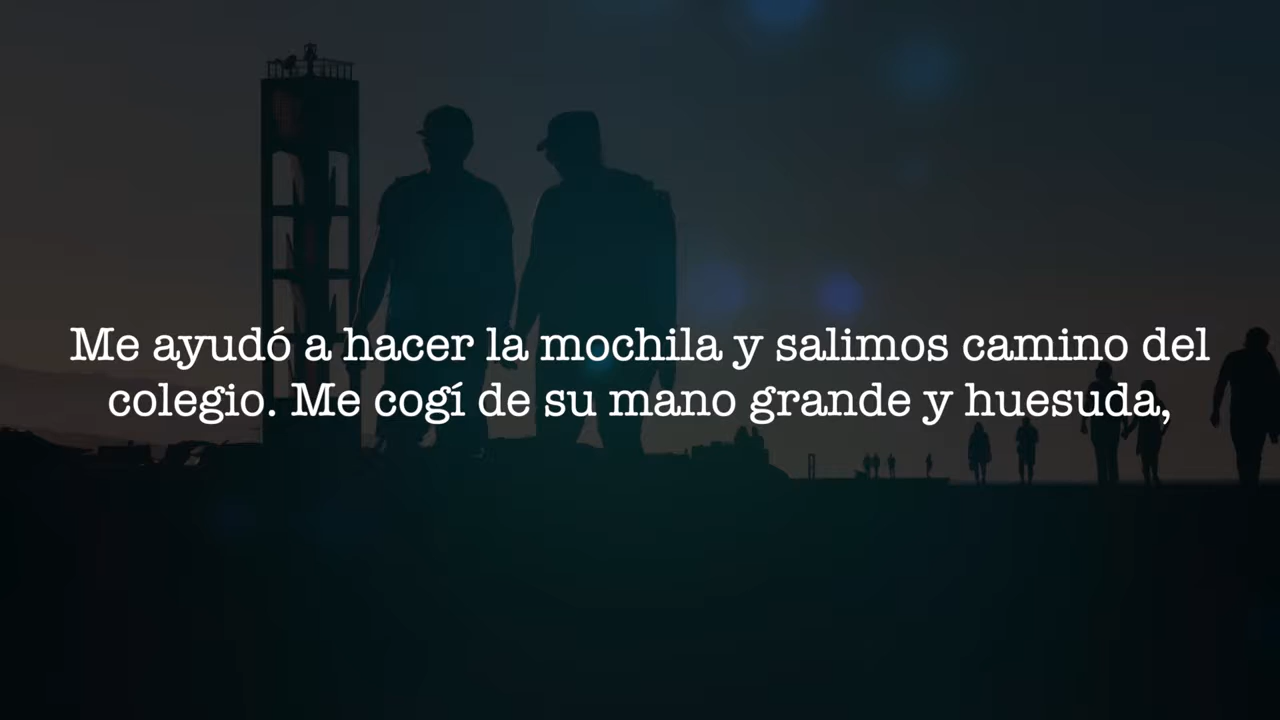 Me ayudó a hacer la mochila y salimos camino del
colegio. Me cogí de su mano grande y huesuda,